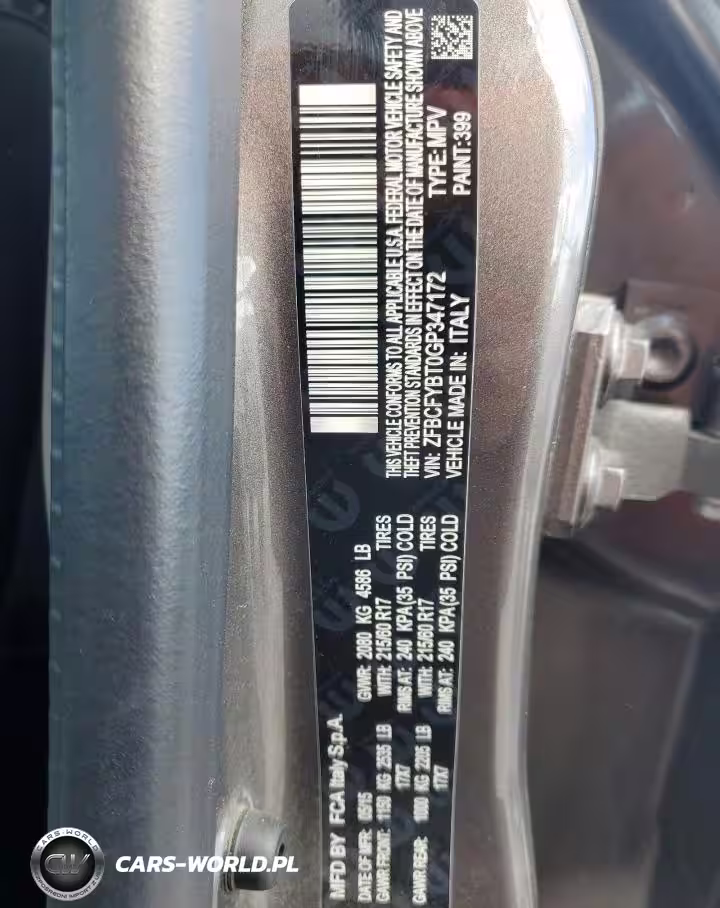 MFD BY FCA Italy S.p.A.
DATE OF MFR: 05/15 GVWR: 2080 KG 4586 LB
GAWR FRONT: 1150 KG 2535 LB WITH: 215/60 R17 TIRES
17X7 RIMS AT: 240 KPA(35 PSI) COLD
GAWR REAR: 1000 KG 2205 LB WITH: 215/60 R17 TIRES
17X7 RIMS AT: 240 KPA(35 PSI) COLD
THIS VEHICLE CONFORMS TO ALL APPLICABLE U.S.A. FEDERAL MOTOR VEHICLE SAFETY AND
THEFT PREVENTION STANDARDS IN EFFECT ON THE DATE OF MANUFACTURE SHOWN ABOVE
VIN: ZFBCFYBT0GP347172 TYPE: MPV
VEHICLE MADE IN: ITALY PAINT: 399
CARS-WORLD
CW
CARS-WORLD.PL